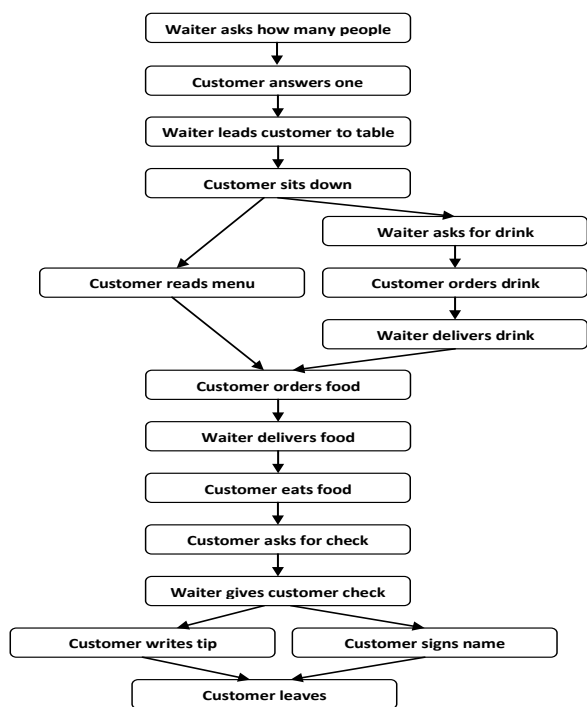 Waiter asks how many people
Customer answers one
Waiter leads customer to table
Customer sits down
Waiter asks for drink
Customer reads menu
Customer orders drink
Waiter delivers drink
Customer orders food
Waiter delivers food
Customer eats food
Customer asks for check
Waiter gives customer check
Customer writes tip
Customer signs name
Customer leaves